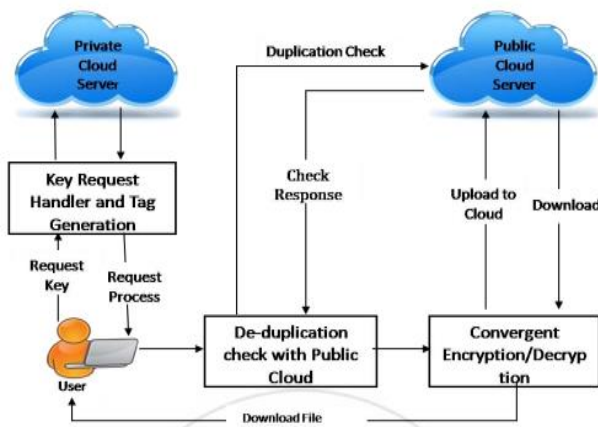 Private
Cloud
Server
Duplication Check
Public
Cloud
Server
Key Request
Handler and Tag
Generation
Check
Response
Upload to
Cloud
Download
Request
Key
Request
Process
De-duplication
check with Public
Cloud
Convergent
Encryption/Decryp
tion
User
Download File